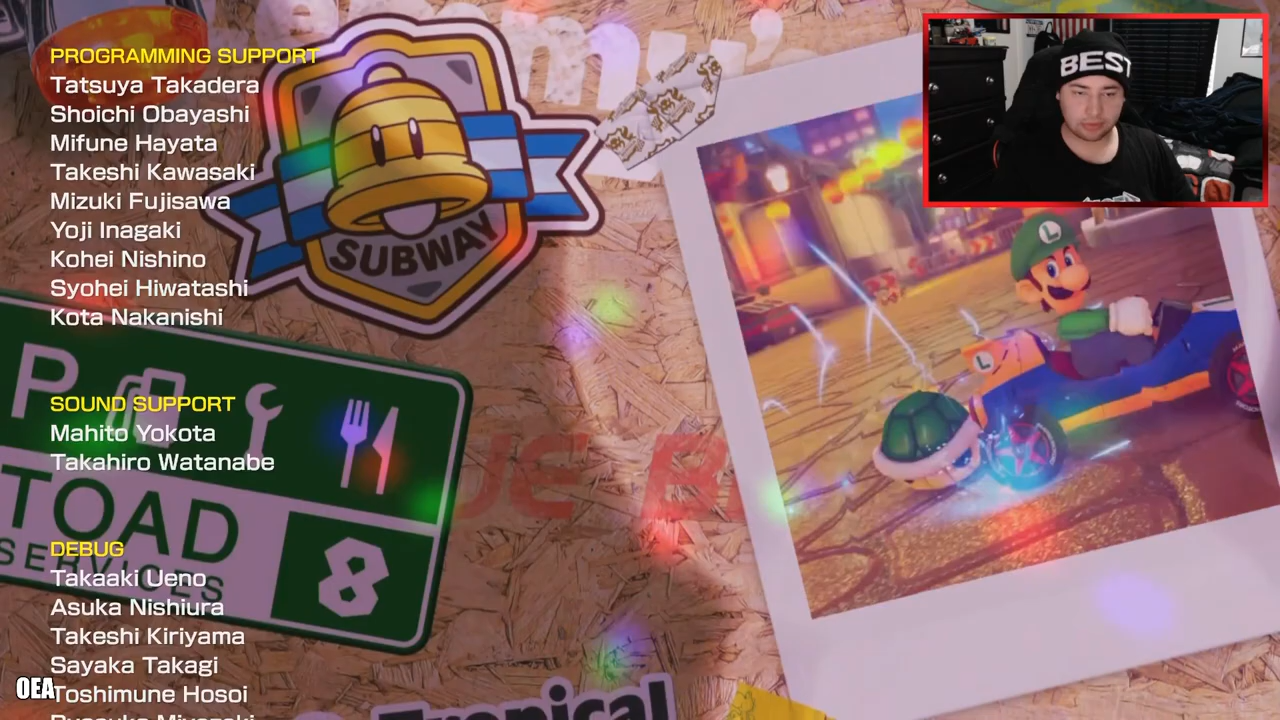 PROGRAMMING SUPPORT
Tatsuya Takadera
Shoichi Obayashi
Mifune Hayata
Takeshi Kawasaki
Mizuki Fujisawa
Yoji Inagaki
Kohei Nishino
Syohei Hiwatashi
Kota Nakanishi
SOUND SUPPORT
Mahito Yokota
Takahiro Watanabe
DEBUG
Takaaki Ueno
Asuka Nishiura
Takeshi Kiriyama
Sayaka Takagi
Toshimune Hosoi
OEA
SUBWAY
P
TOAD
SERVICES
8
Tropical
L
L
BEST